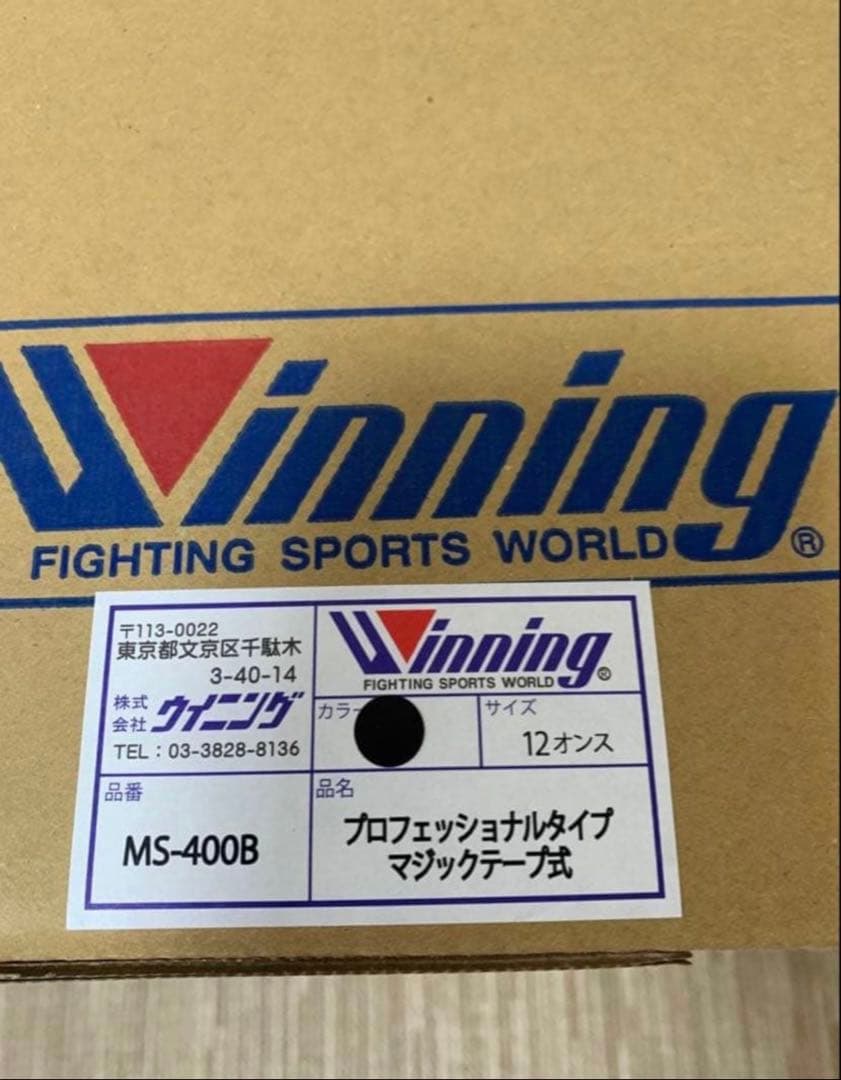 Winning®
FIGHTING SPORTS WORLD
〒113-0022
東京都文京区千駄木
3-40-14
株式
会社 ウイニング
TEL：03-3828-8136
Winning®
FIGHTING SPORTS WORLD
カラー
サイズ
12オンス
品番
MS-400B
品名
プロフェッショナルタイプ
マジックテープ式